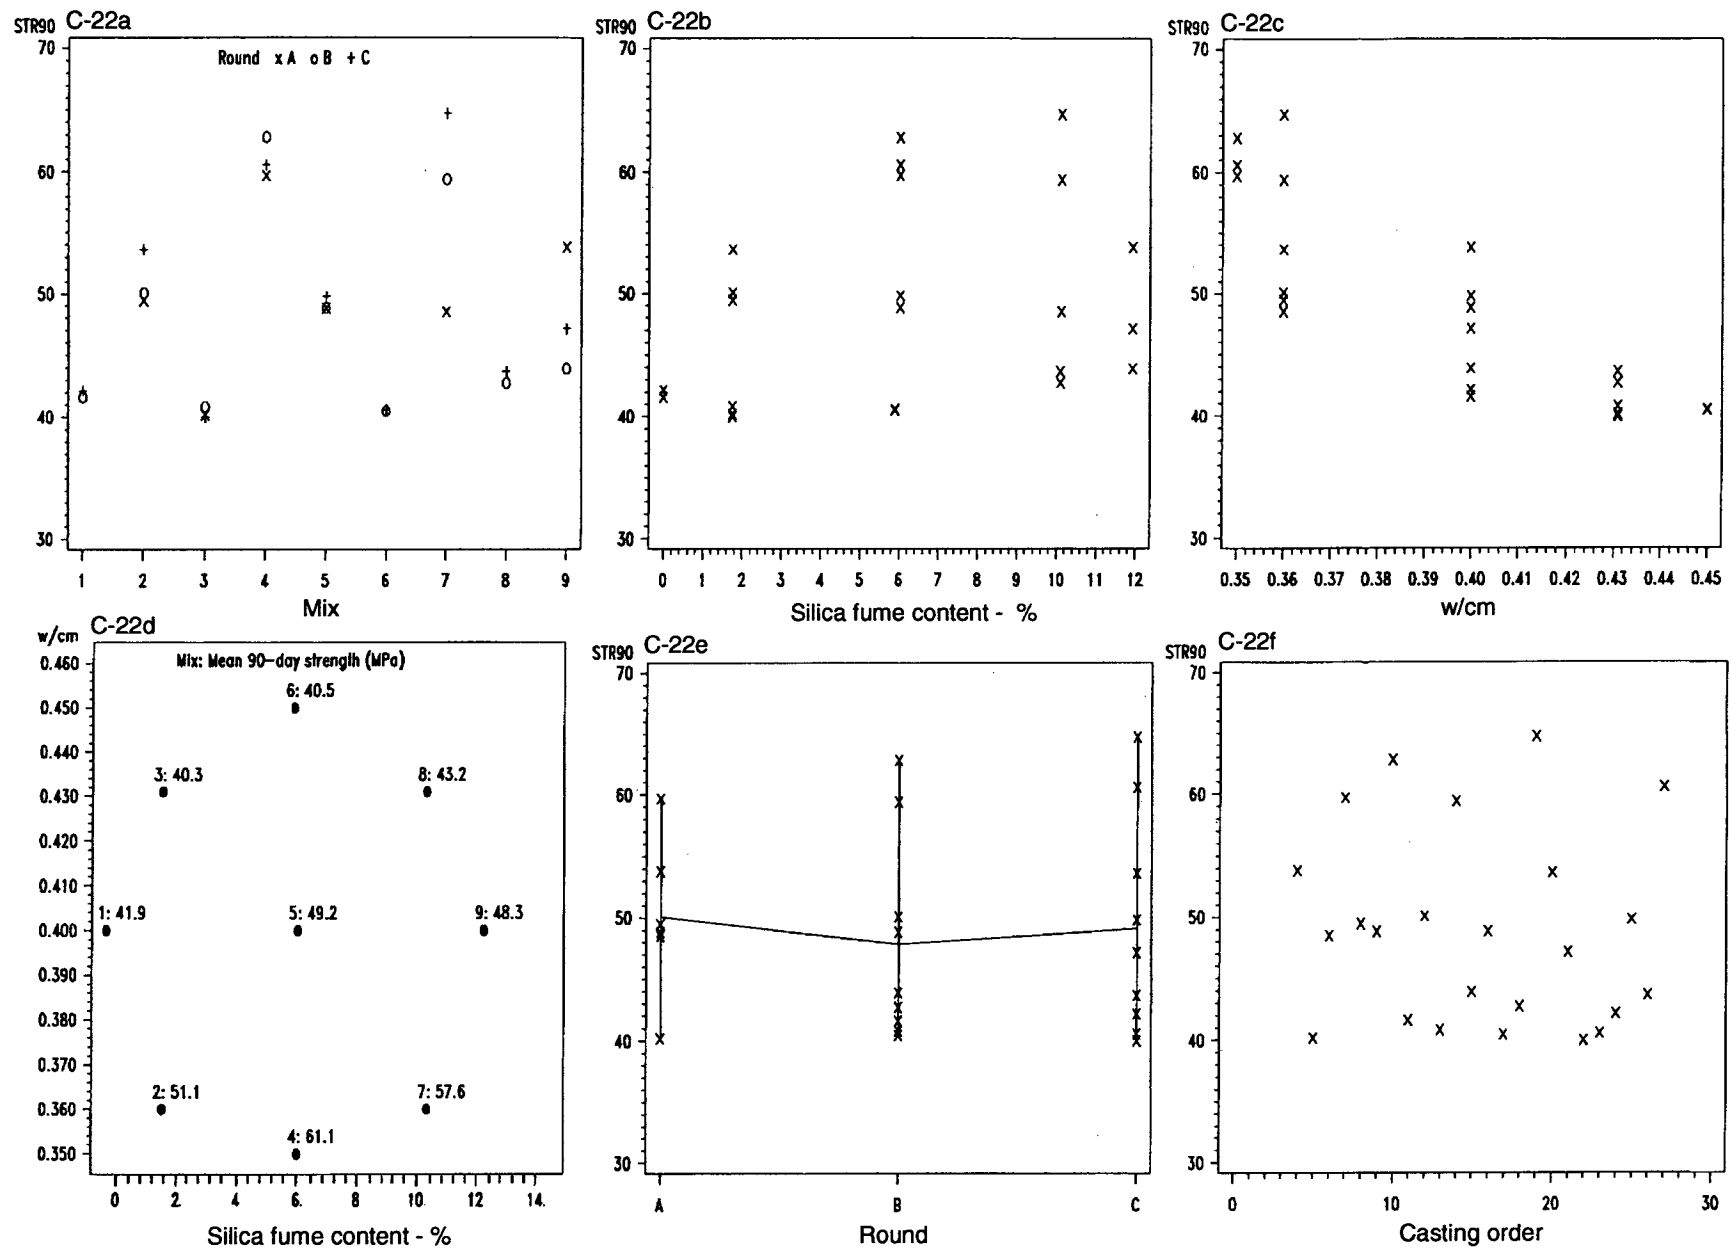 STR90 C-22a
70
Round x A o B + C
60
50
40
30
1 2 3 4 5 6 7 8 9
Mix
STR90 C-22b
70
60
50
40
30
0 1 2 3 4 5 6 7 8 9 10 11 12
Silica fume content - %
STR90 C-22c
70
60
50
40
30
0.35 0.36 0.37 0.38 0.39 0.40 0.41 0.42 0.43 0.44 0.45
w/cm
w/cm C-22d
Mix: Mean 90-day strength (MPa)
0.460
6: 40.5
0.450
0.440
3: 40.3 8: 43.2
0.430
0.420
0.410
1: 41.9 5: 49.2 9: 48.3
0.400
0.390
0.380
0.370
2: 51.1 7: 57.6
0.360
4: 61.1
0.350
0 2. 4 6. 8 10. 12 14.
Silica fume content - %
STR90 C-22e
70
60
50
40
30
A B C
Round
STR90 C-22f
70
60
50
40
30
0 10 20 30
Casting order